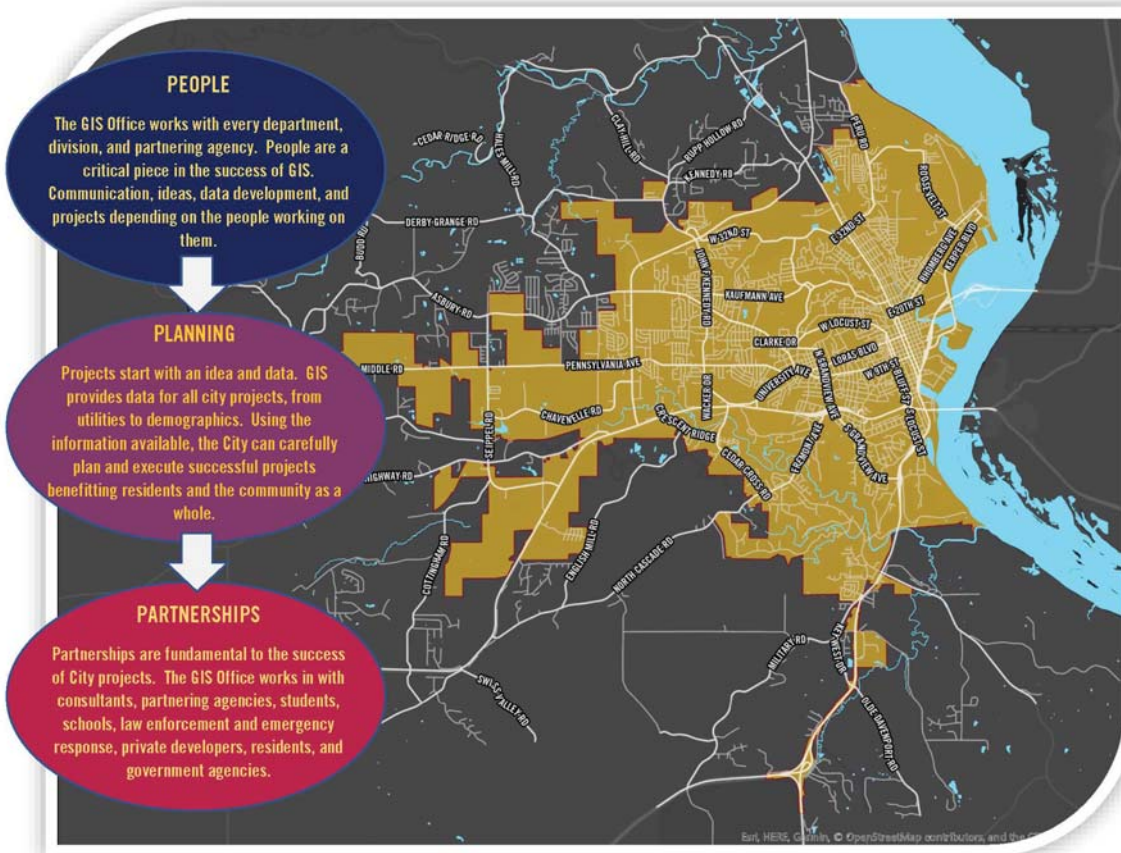 PEOPLE
The GIS Office works with every department,
division, and partnering agency. People are a
critical piece in the success of GIS.
Communication, ideas, data development, and
projects depending on the people working on
them.
PLANNING
Projects start with an idea and data. GIS
provides data for all city projects, from
utilities to demographics. Using the
information available, the City can carefully
plan and execute successful projects
benefitting residents and the community as a
whole.
PARTNERSHIPS
Partnerships are fundamental to the success
of City projects. The GIS Office works in with
consultants, partnering agencies, students,
schools, law enforcement and emergency
response, private developers, residents, and
government agencies.
CEDAR RIDGE RD
HALES MILL RD
CLAY HILL RD
RUPP HOLLOW RD
KENNEDY RD
PERU RD
ROOSEVELT ST
DERBY GRANGE RD
BUDD
W 32ND ST
E 32ND ST
JOHN F KENNEDY RD
RHOMBERG AVE
KERPER BLVD
ASBURY RD
KAUFMANN AVE
E 20TH ST
W LOCUST ST
CLARKE DR
LORAS BLVD
MIDDLE RD
PENNSYLVANIA AVE
UNIVERSITY AVE
N GRANDVIEW AVE
W 9TH ST
BLUFF ST
S LOCUST ST
WACKER DR
CHAVENELLE RD
SEIPPEL RD
CRESCENT RIDGE
FREMONT AVE
S GRANDVIEW AVE
CEDAR CROSS RD
HIGHWAY RD
COTTINGHAM RD
ENGLISH MILL RD
NORTH CASCADE RD
MILITARY RD
KEY WEST DR
SWISS VALLEY RD
OLDE DAVENPORT RD
Esri, HERE, Garmin, © OpenStreetMap contributors, and the